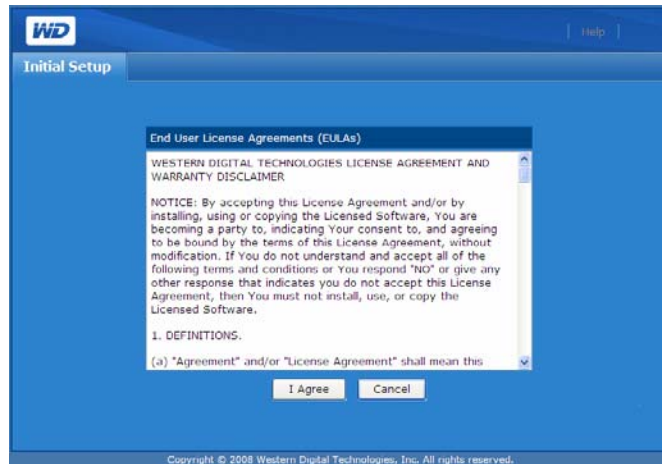 WD
Help
Initial Setup
End User License Agreements (EULAs)
WESTERN DIGITAL TECHNOLOGIES LICENSE AGREEMENT AND
WARRANTY DISCLAIMER
NOTICE: By accepting this License Agreement and/or by
installing, using or copying the Licensed Software, You are
becoming a party to, indicating Your consent to, and agreeing
to be bound by the terms of this License Agreement, without
modification. If You do not understand and accept all of the
following terms and conditions or You respond "NO" or give any
other response that indicates you do not accept this License
Agreement, then You must not install, use, or copy the
Licensed Software.
1. DEFINITIONS.
(a) "Agreement" and/or "License Agreement" shall mean this
I Agree Cancel
Copyright © 2008 Western Digital Technologies, Inc. All rights reserved.